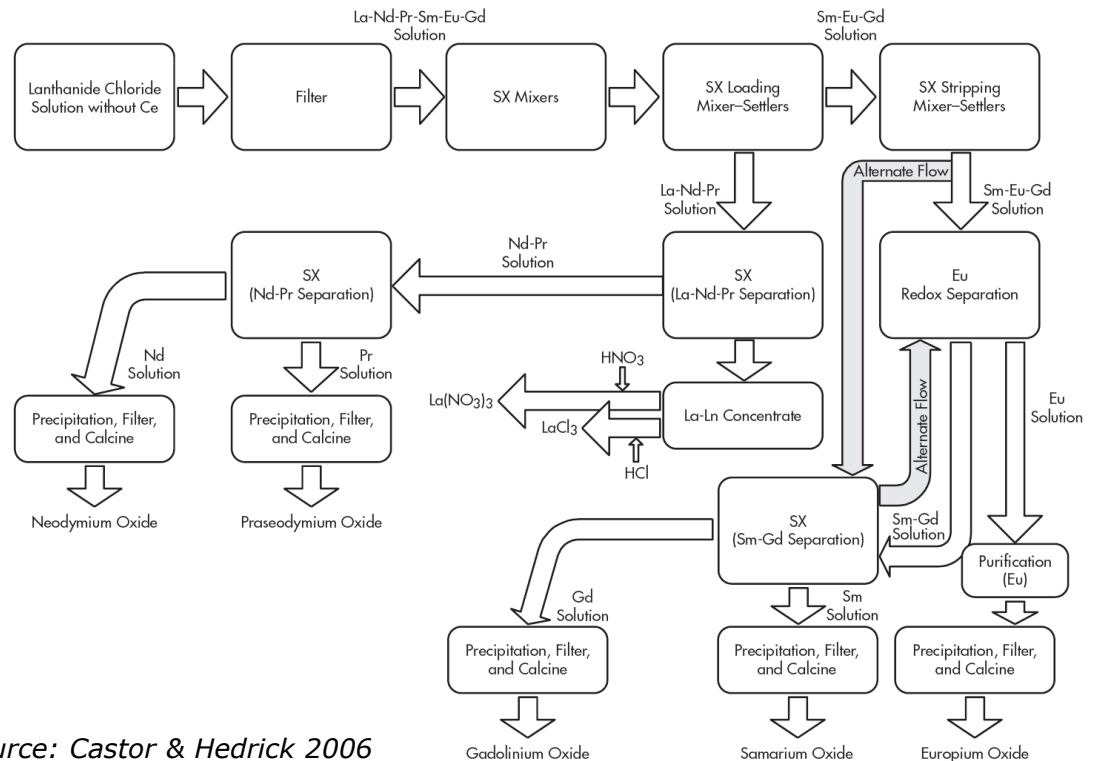 La-Nd-Pr-Sm-Eu-Gd
Solution
Sm-Eu-Gd
Solution
Lanthanide Chloride
Solution without Ce
Filter
SX Mixers
SX Loading
Mixer–Settlers
SX Stripping
Mixer–Settlers
Alternate Flow
La-Nd-Pr
Solution
Sm-Eu-Gd
Solution
Nd-Pr
Solution
SX
(Nd-Pr Separation)
SX
(La-Nd-Pr Separation)
Eu
Redox Separation
Nd
Solution
Pr
Solution
HNO3
La(NO3)3
LaCl3
HCl
La-Ln Concentrate
Alternate Flow
Eu
Solution
Precipitation, Filter,
and Calcine
Precipitation, Filter,
and Calcine
Neodymium Oxide
Praseodymium Oxide
SX
(Sm-Gd Separation)
Sm-Gd
Solution
Purification
(Eu)
Gd
Solution
Sm
Solution
Precipitation, Filter,
and Calcine
Precipitation, Filter,
and Calcine
Precipitation, Filter,
and Calcine
Gadolinium Oxide
Samarium Oxide
Europium Oxide
urce: Castor & Hedrick 2006